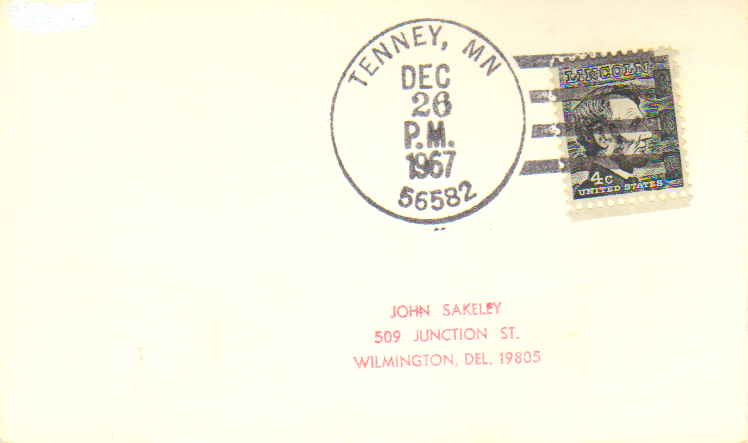 TENNEY, MN
DEC
26
P.M.
1967
56582
LINCOLN
4c
UNITED STATES
JOHN SAKELEY
509 JUNCTION ST.
WILMINGTON, DEL. 19805